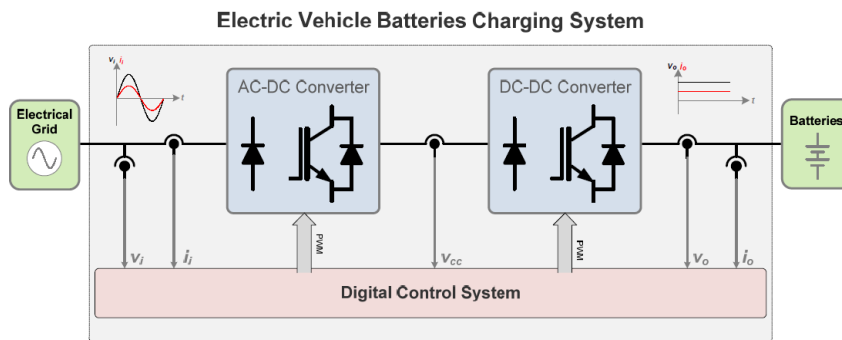 Electric Vehicle Batteries Charging System
vi ii
t
AC-DC Converter
DC-DC Converter
vo io
t
Electrical
Grid
Batteries
PWM
PWM
vi
ii
vcc
vo
io
Digital Control System